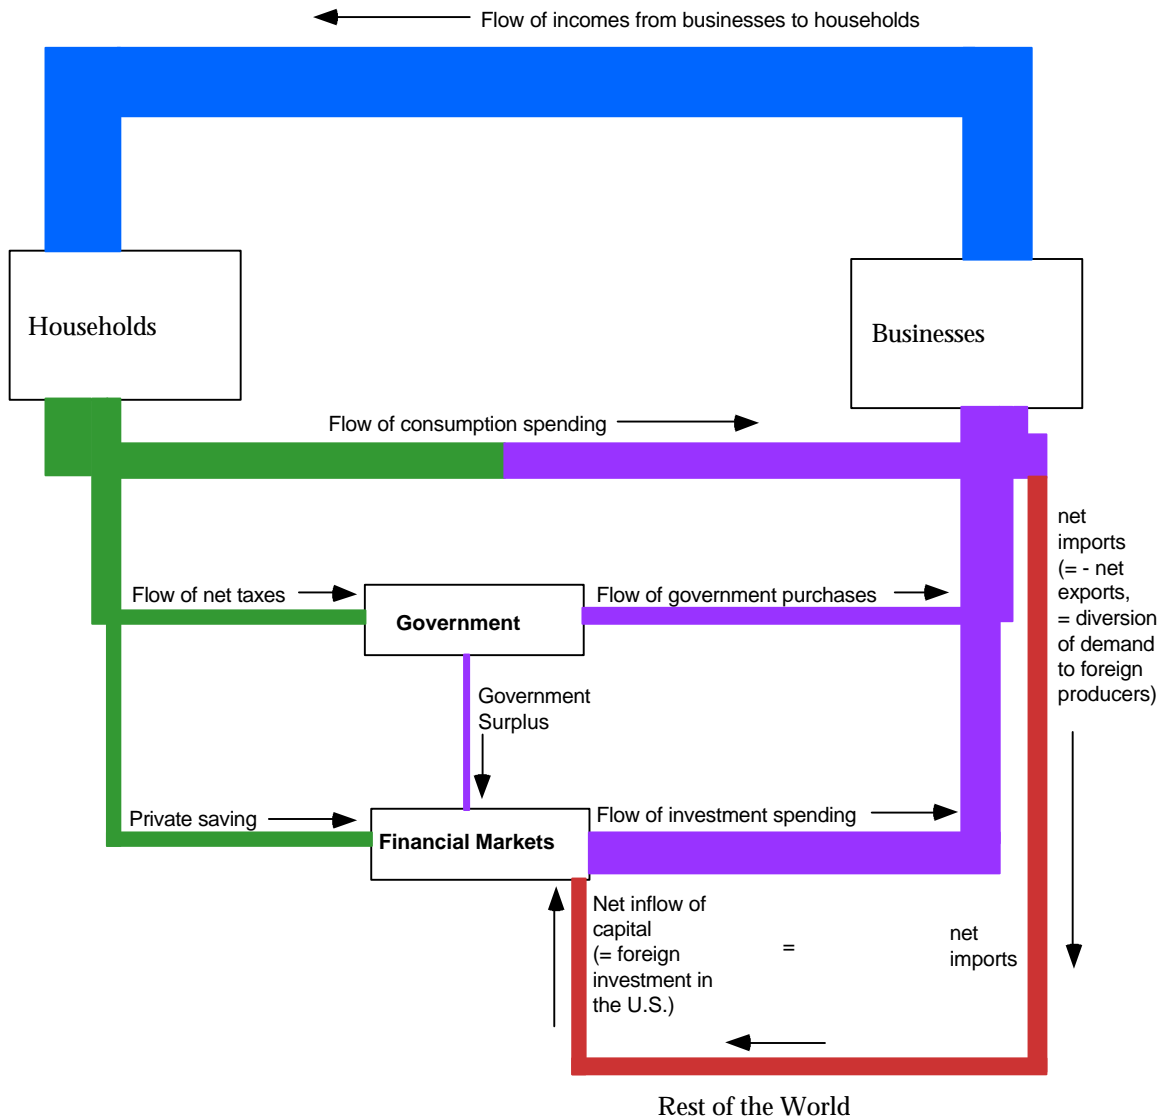 Flow of incomes from businesses to households
Households
Businesses
Flow of consumption spending
net
imports
(= - net
exports,
= diversion
of demand
to foreign
producers)
Flow of net taxes
Government
Flow of government purchases
Government
Surplus
Private saving
Financial Markets
Flow of investment spending
Net inflow of
capital
(= foreign
investment in
the U.S.)
=
net
imports
Rest of the World